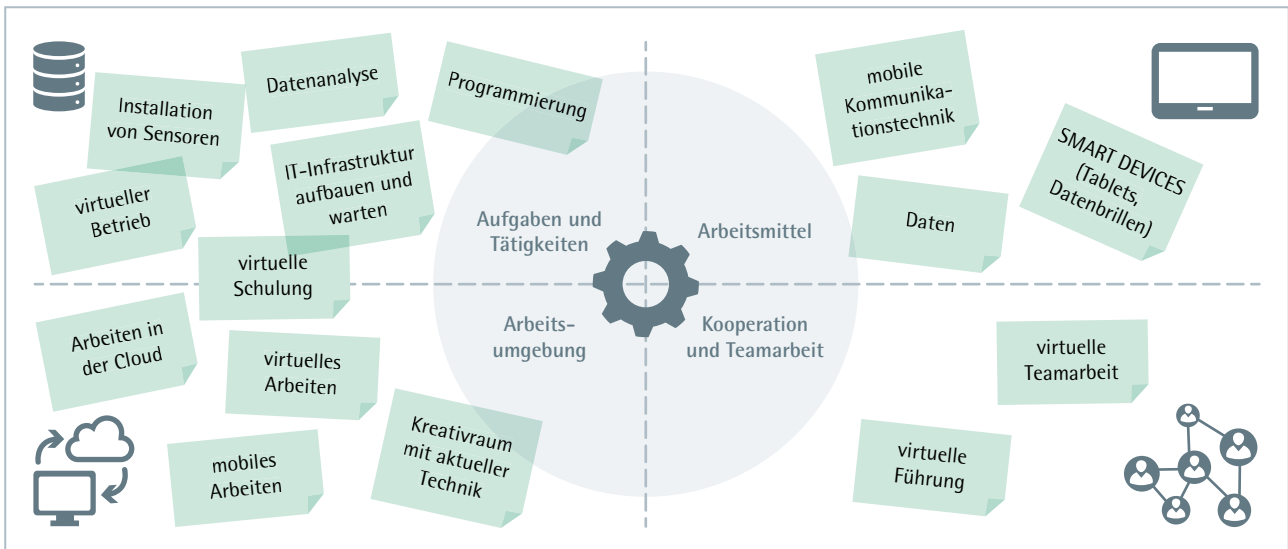 Installation
von Sensoren
Datenanalyse
Programmierung
virtueller
Betrieb
IT-Infrastruktur
aufbauen und
warten
virtuelle
Schulung
Aufgaben und
Tätigkeiten
mobile
Kommunika-
tionstechnik
SMART DEVICES
(Tablets,
Datenbrillen)
Daten
Arbeitsmittel
Arbeiten in
der Cloud
virtuelles
Arbeiten
mobiles
Arbeiten
Kreativraum
mit aktueller
Technik
Arbeits-
umgebung
Kooperation
und Teamarbeit
virtuelle
Teamarbeit
virtuelle
Führung